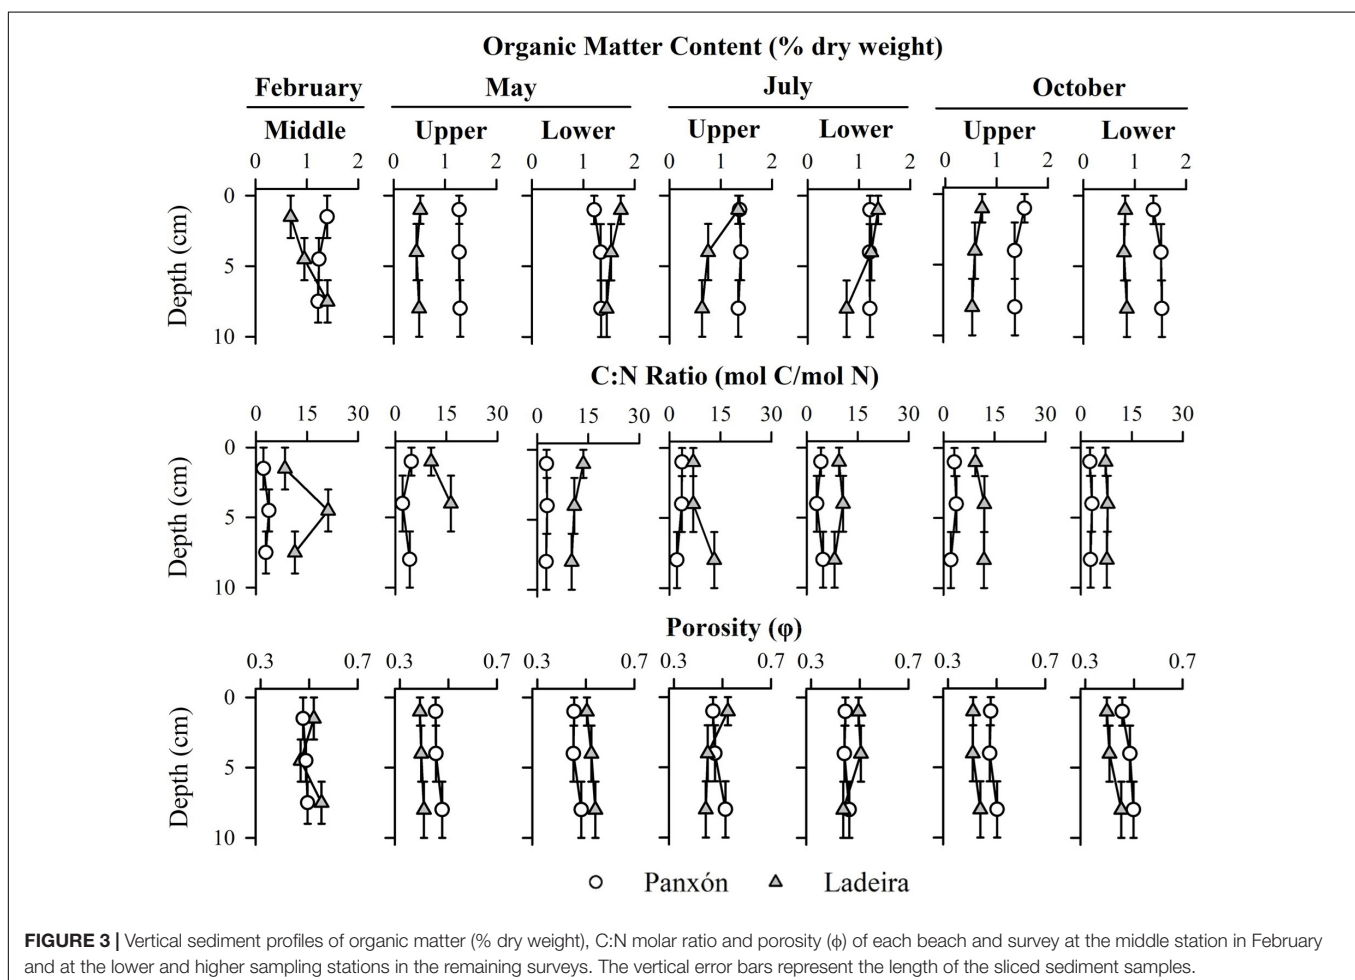 Organic Matter Content (% dry weight)
February May July October
Middle Upper Lower Upper Lower Upper Lower
0 1 2 0 1 2 0 1 2 0 1 2 0 1 2 0 1 2 0 1 2
0
5
10
Depth (cm)
C:N Ratio (mol C/mol N)
0 15 30 0 15 30 0 15 30 0 15 30 0 15 30 0 15 30 0 15 30
0
5
10
Depth (cm)
Porosity (φ)
0.3 0.7 0.3 0.7 0.3 0.7 0.3 0.7 0.3 0.7 0.3 0.7 0.3 0.7
0
5
10
Depth (cm)
Panxón Ladeira
FIGURE 3 | Vertical sediment profiles of organic matter (% dry weight), C:N molar ratio and porosity (ϕ) of each beach and survey at the middle station in February
and at the lower and higher sampling stations in the remaining surveys. The vertical error bars represent the length of the sliced sediment samples.